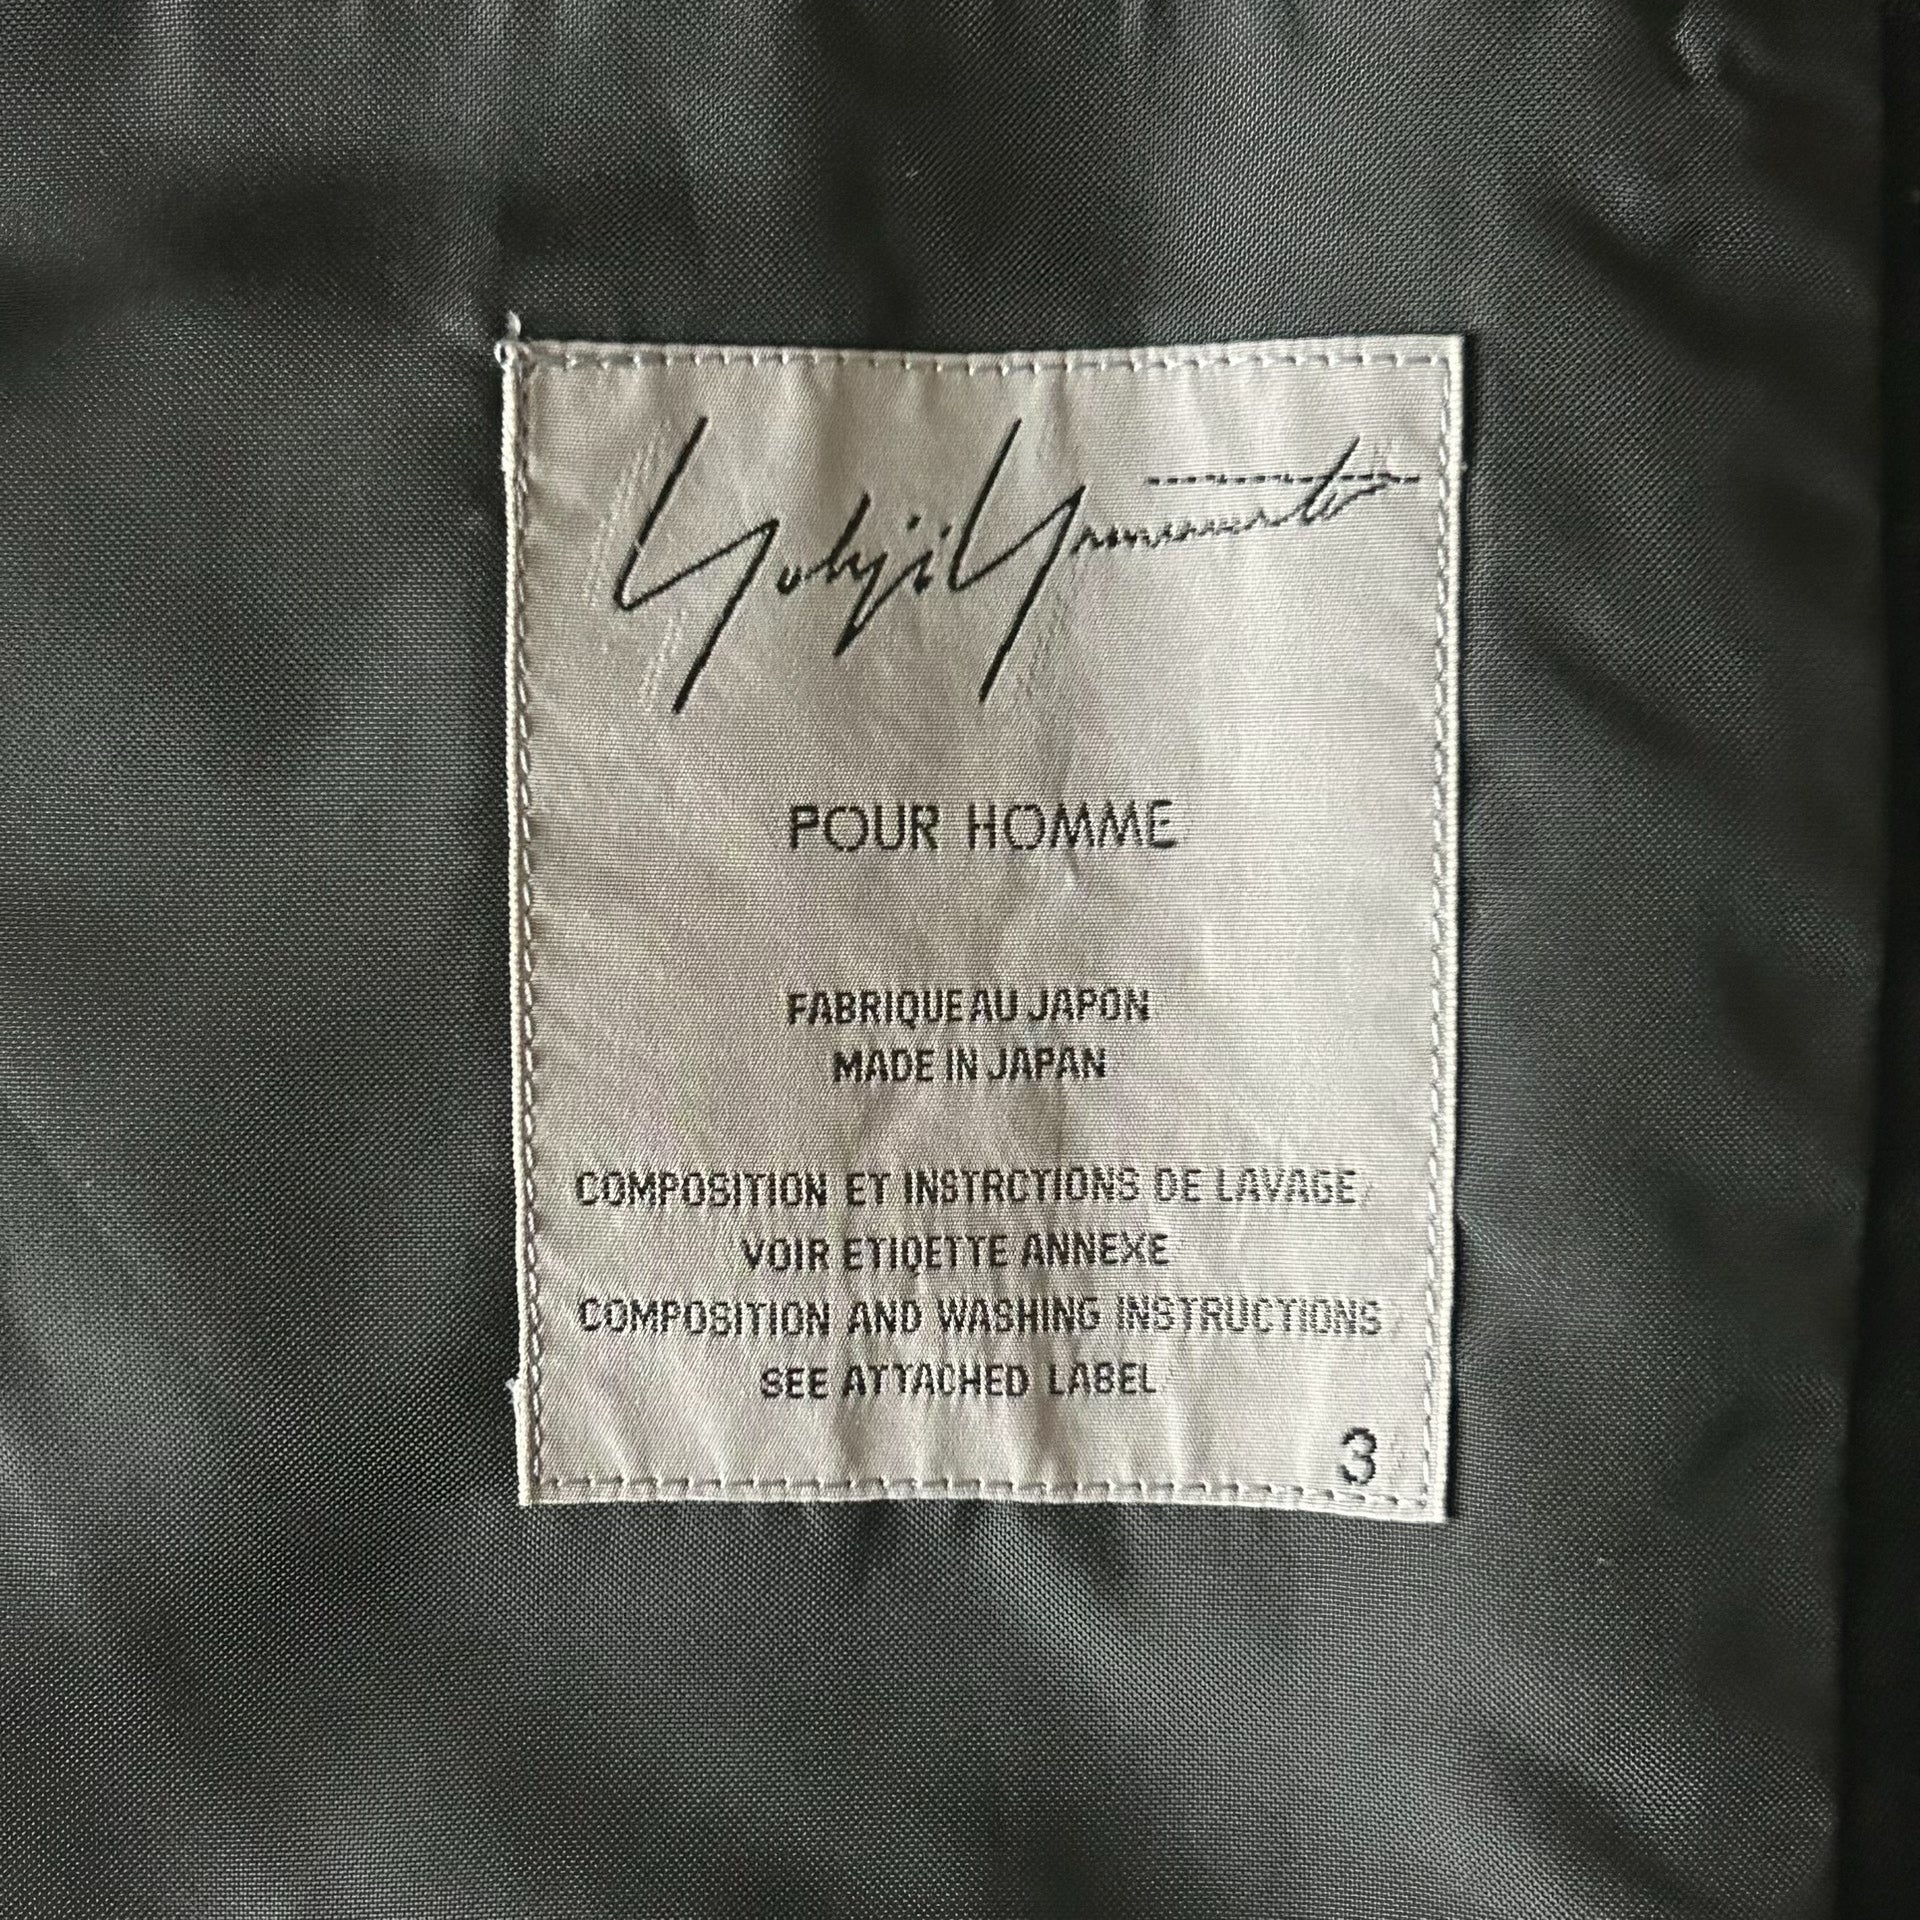 Yohji Yamamoto
POUR HOMME
FABRIQUE AU JAPON
MADE IN JAPAN
COMPOSITION ET INSTRCTIONS DE LAVAGE
VOIR ETIQETTE ANNEXE
COMPOSITION AND WASHING INSTRUCTIONS
SEE ATTACHED LABEL
3